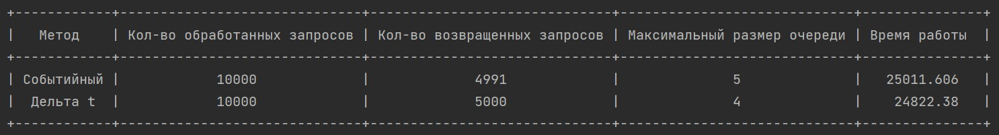 +------------+------------------------------+------------------------------+-----------------------------+---------------+
|   Метод    | Кол-во обработанных запросов | Кол-во возвращенных запросов | Максимальный размер очереди | Время работы  |
+------------+------------------------------+------------------------------+-----------------------------+---------------+
| Событийный |            10000             |             4991             |              5              |   25011.606   |
|  Дельта t  |            10000             |             5000             |              4              |    24822.38   |
+------------+------------------------------+------------------------------+-----------------------------+---------------+